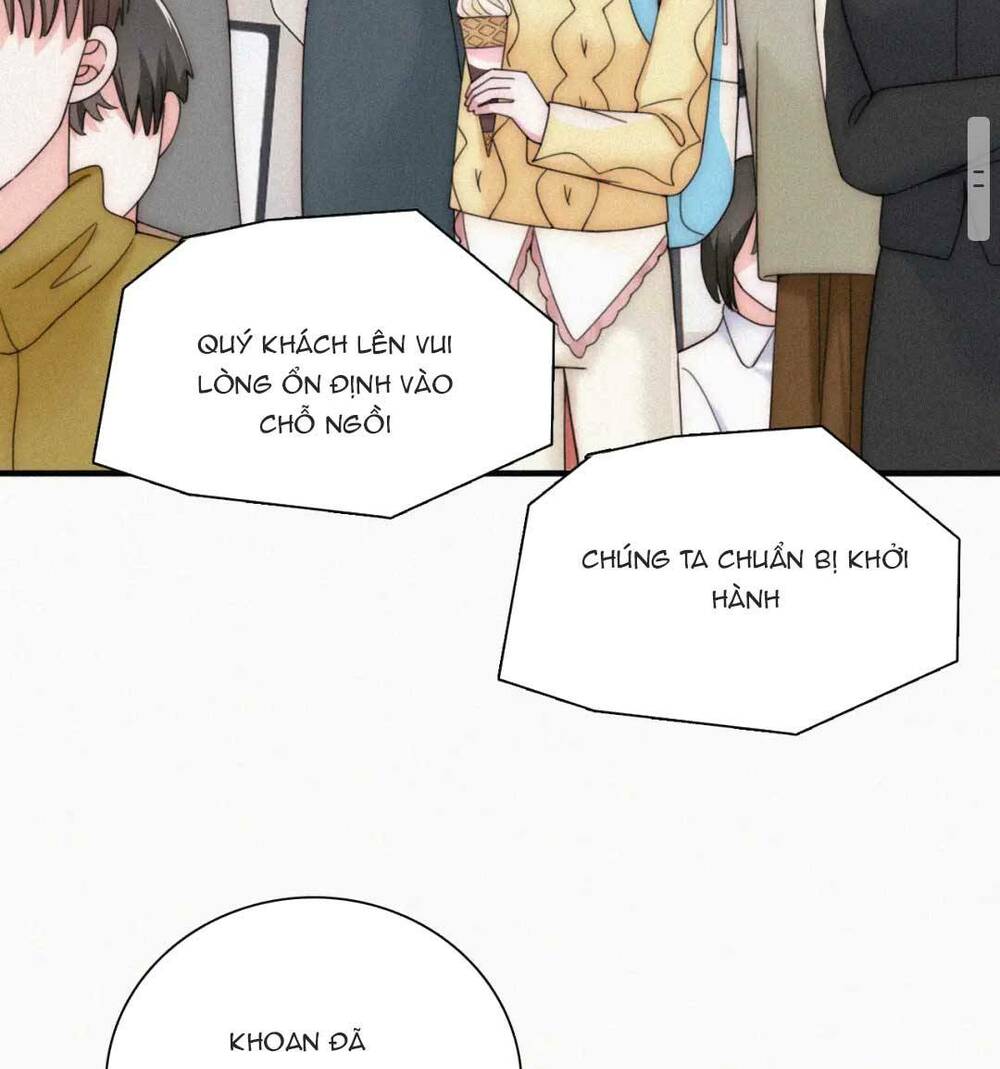 QUÝ KHÁCH LÊN VUI
LÒNG ỔN ĐỊNH VÀO
CHỖ NGỒI
CHÚNG TA CHUẨN BỊ KHỞI
HÀNH
KHOAN ĐÃ